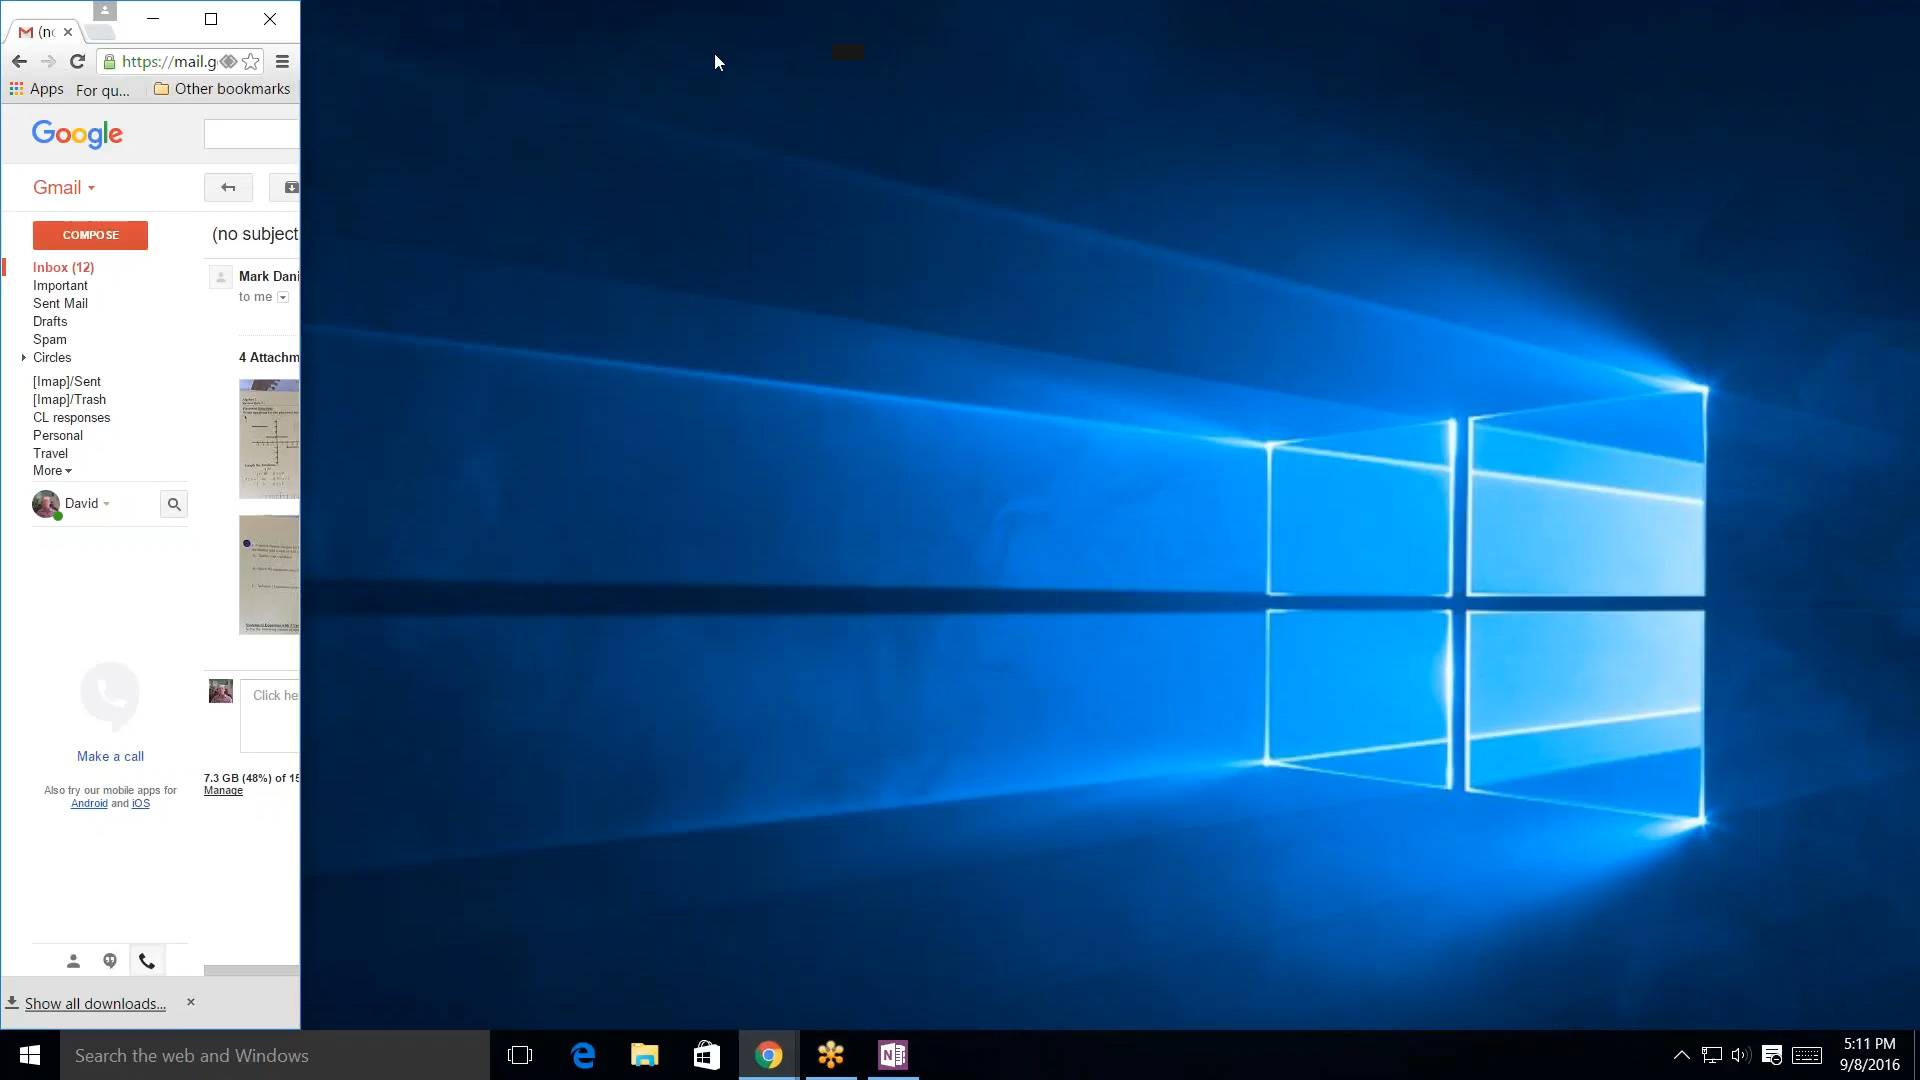 (no
https://mail.g
Apps
For qu...
Other bookmarks
Google
Gmail
COMPOSE
(no subject
Inbox (12)
Important
Sent Mail
Drafts
Spam
Circles
[Imap]/Sent
[Imap]/Trash
CL responses
Personal
Travel
More
Mark Dani
to me
4 Attachm
David
Click he
Make a call
Also try our mobile apps for
Android and iOS
7.3 GB (48%) of 15
Manage
Show all downloads...
Search the web and Windows
5:11 PM
9/8/2016